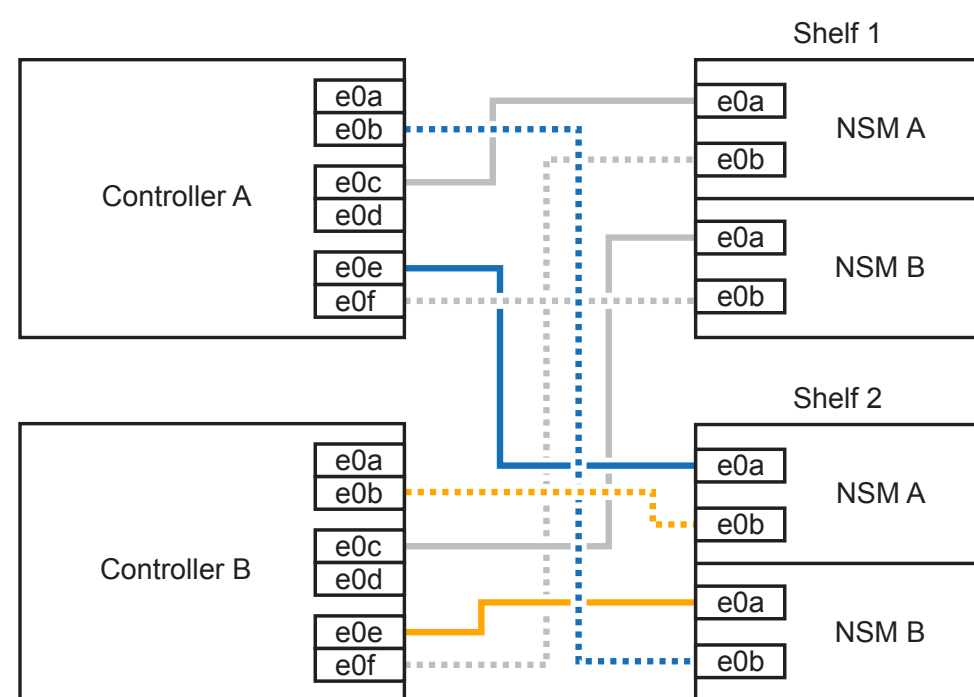 Shelf 1
Controller A
e0a
e0b
e0c
e0d
e0e
e0f
e0a
e0b
NSM A
e0a
e0b
NSM B
Shelf 2
Controller B
e0a
e0b
e0c
e0d
e0e
e0f
e0a
e0b
NSM A
e0a
e0b
NSM B